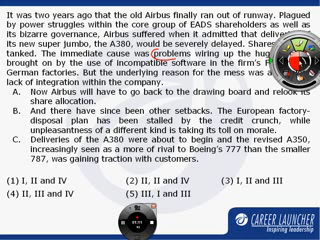 It was two years ago that the old Airbus finally ran out of runway. Plagued
by power struggles within the core group of EADS shareholders as well as
its bizarre governance, Airbus suffered when it admitted that deliver
its new super jumbo, the A380, would be severely delayed. Shares
tanked. The immediate cause was problems wiring up the hug
brought on by the use of incompatible software in the firm's F
German factories. But the underlying reason for the mess was a
lack of integration within the company.
A. Now Airbus will have to go back to the drawing board and relook its
share allocation.
B. And there have since been other setbacks. The European factory-
disposal plan has been stalled by the credit crunch, while
unpleasantness of a different kind is taking its toll on morale.
C. Deliveries of the A380 were about to begin and the revised A350,
increasingly seen as a more of rival to Boeing's 777 than the smaller
787, was gaining traction with customers.
(1) I, II and IV (2) II, II and IV (3) I, II and III
(4) II, III and IV (5) III, I and III
CAREER LAUNCHER
Inspiring leadership